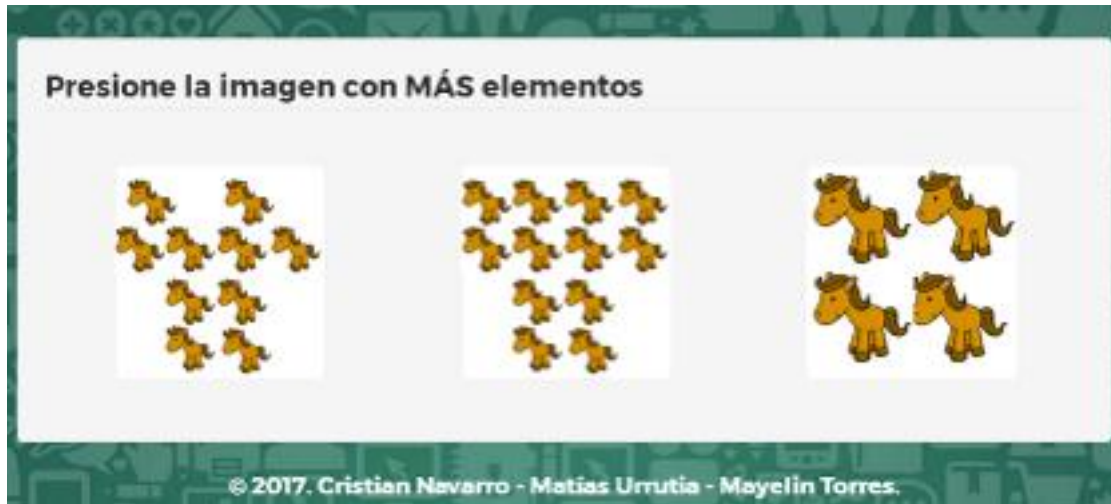 Presione la imagen con MÁS elementos
© 2017. Cristian Navarro - Matías Urrutia - Mayelin Torres.